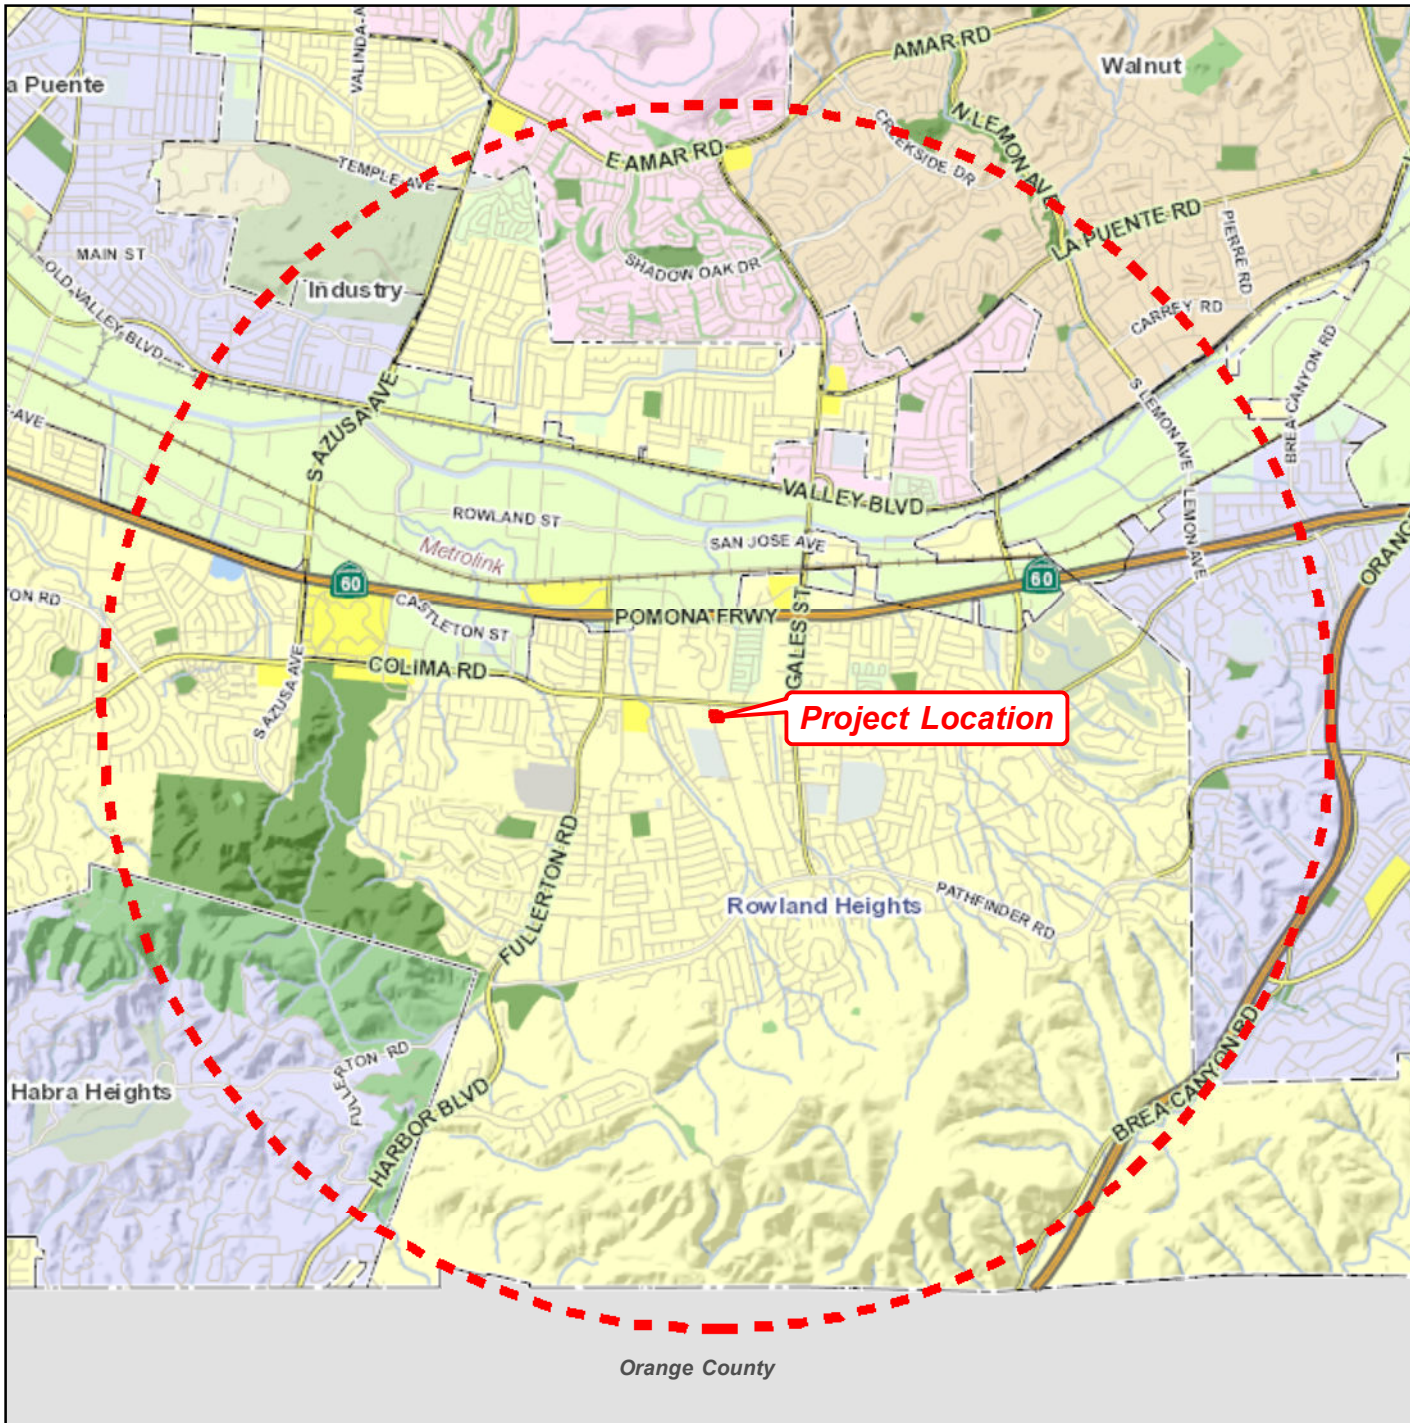 AMAR RD
Walnut
a Puente
VALINDA A
N LEMON AVE
CREEKSIDE DR
E AMAR RD
TEMPLE AVE
LA PUENTE RD
PIERRE RD
MAIN ST
SHADOW OAK DR
OLD VALLEY BLVD
Industry
CARREY RD
BREA CANYON RD
S AZUSA AVE
S LEMON AVE
AVE
VALLEY BLVD
LEMON AVE
ROWLAND ST
SAN JOSE AVE
Metrolink
60
60
ORANG
ON RD
CASTLETON ST
POMONA FRWY
GALE ST
COLIMA RD
S AZUSA AVE
Project Location
FULLERTON RD
Rowland Heights
PATHFINDER RD
FULLERTON RD
Habra Heights
HARBOR BLVD
BREA CANYON RD
Orange County